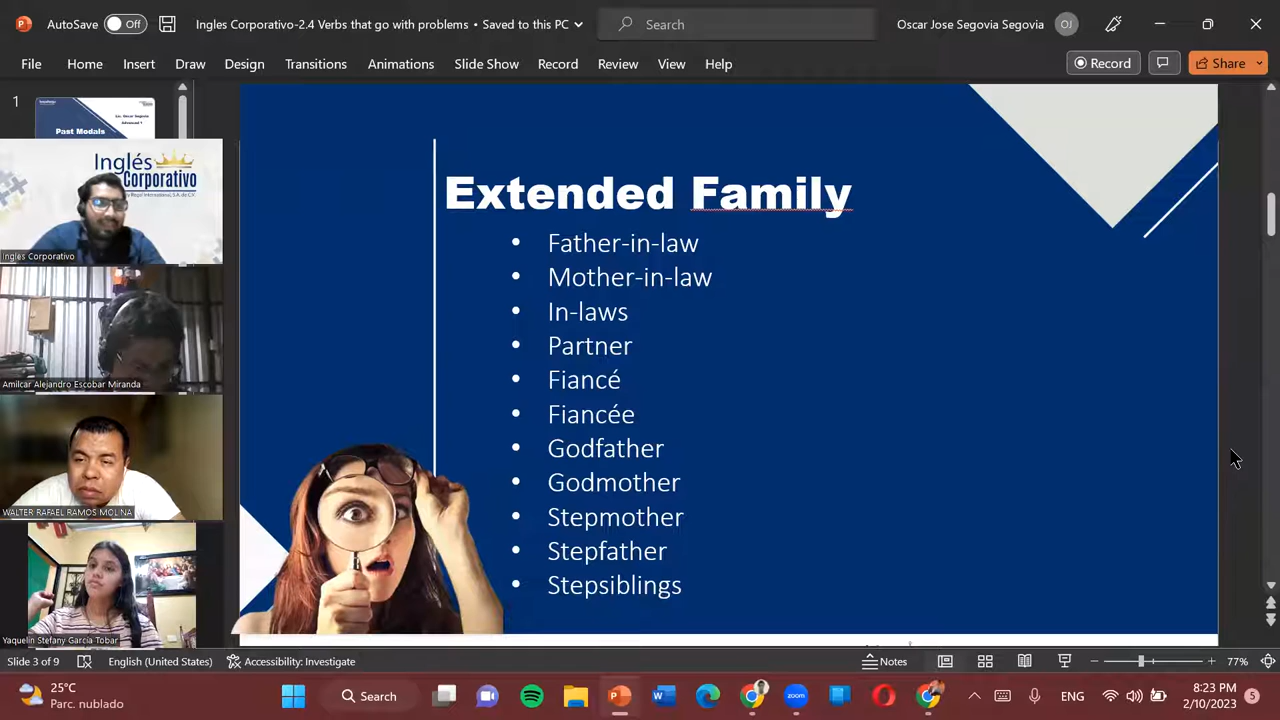 AutoSave Off Ingles Corporativo-2.4 Verbs that go with problems • Saved to this PC Search Oscar Jose Segovia Segovia OJ
File Home Insert Draw Design Transitions Animations Slide Show Record Review View Help Record Share
1
Lic. Oscar Segovia
Past Modals
Inglés
Corporativo
Ingles Corporativo
Amilcar Alejandro Escobar Miranda
WALTER RAFAEL RAMOS MOLINA
Yaquelin Stefany Garcia Tobar
Extended Family
• Father-in-law
• Mother-in-law
• In-laws
• Partner
• Fiancé
• Fiancée
• Godfather
• Godmother
• Stepmother
• Stepfather
• Stepsiblings
Slide 3 of 9 English (United States) Accessibility: Investigate Notes 77%
25°C
Parc. nublado
Search
zoom
ENG
8:23 PM
2/10/2023
5